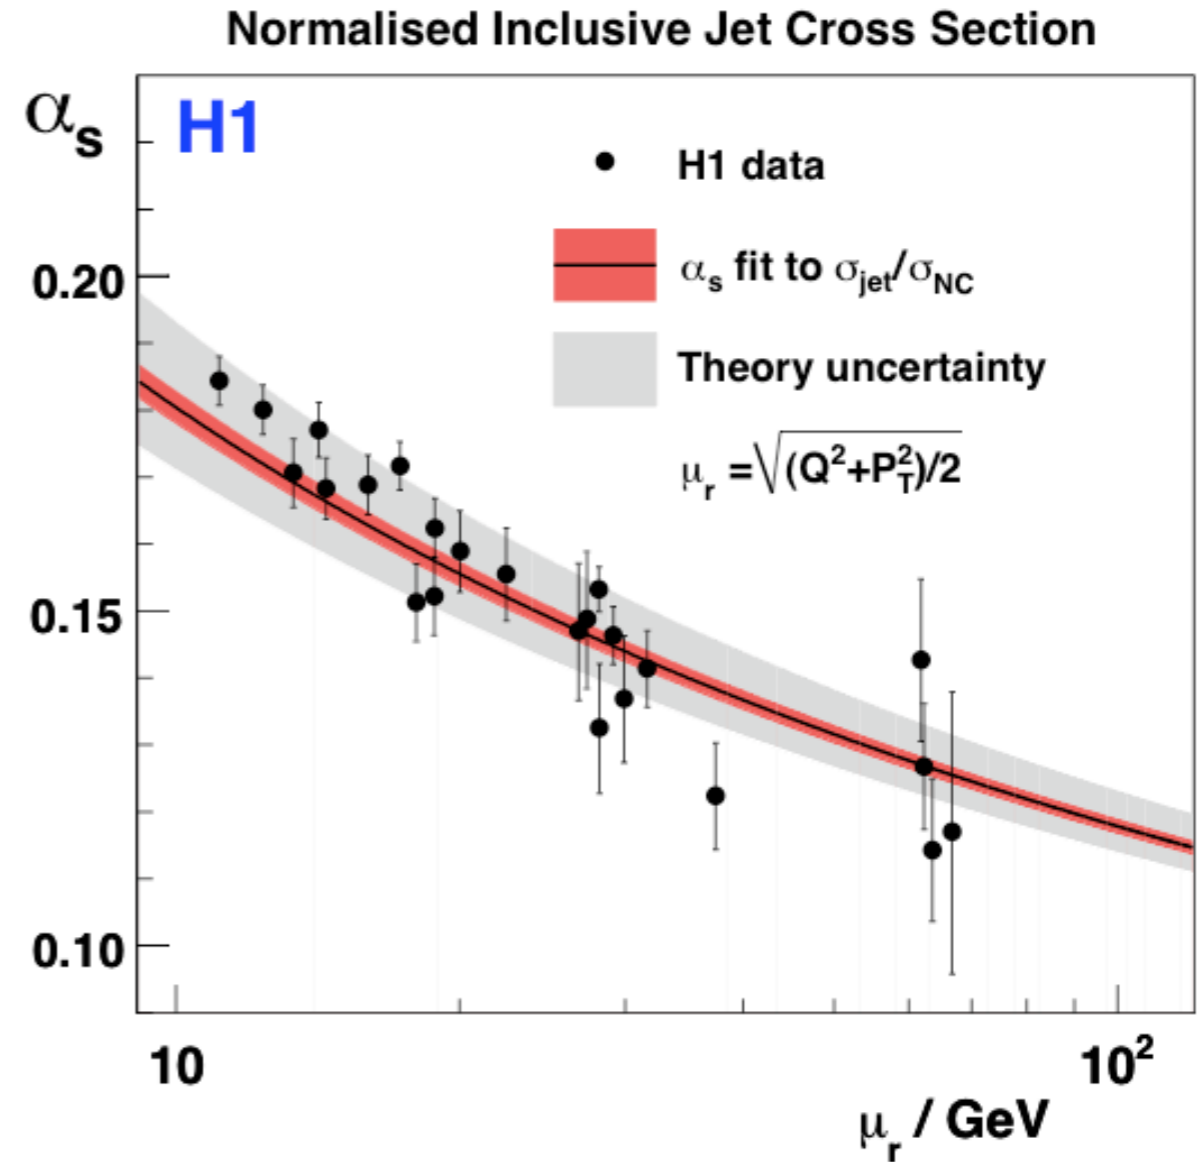 Normalised Inclusive Jet Cross Section
αs
H1
H1 data
αs fit to σjet/σNC
Theory uncertainty
μr =√(Q²+P²T)/2
0.20
0.15
0.10
10
10²
μr / GeV